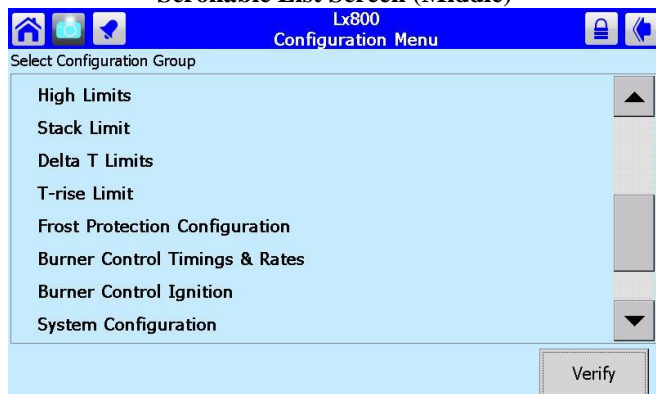 Scrollable List Screen (Middle)
Lx800
Configuration Menu
Select Configuration Group
High Limits
Stack Limit
Delta T Limits
T-rise Limit
Frost Protection Configuration
Burner Control Timings & Rates
Burner Control Ignition
System Configuration
Verify